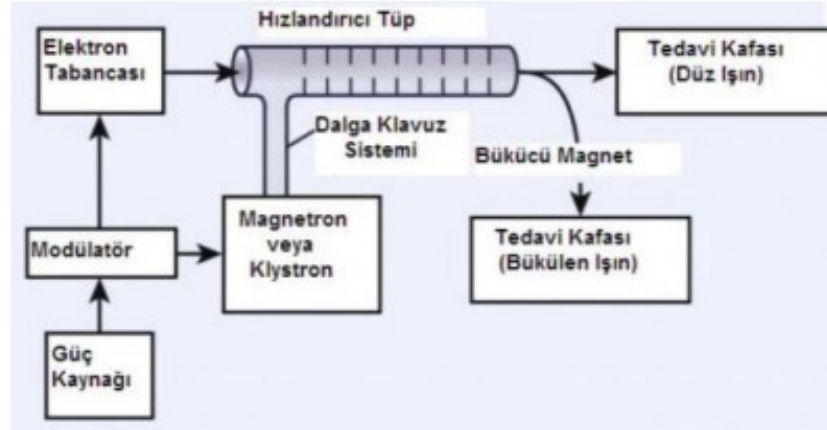 Hızlandırıcı Tüp
Elektron
Tabancası
Tedavi Kafası
(Düz Işın)
Dalga Klavuz
Sistemi
Bükücü Magnet
Magnetron
veya
Klystron
Tedavi Kafası
(Bükülen Işın)
Modülatör
Güç
Kaynağı